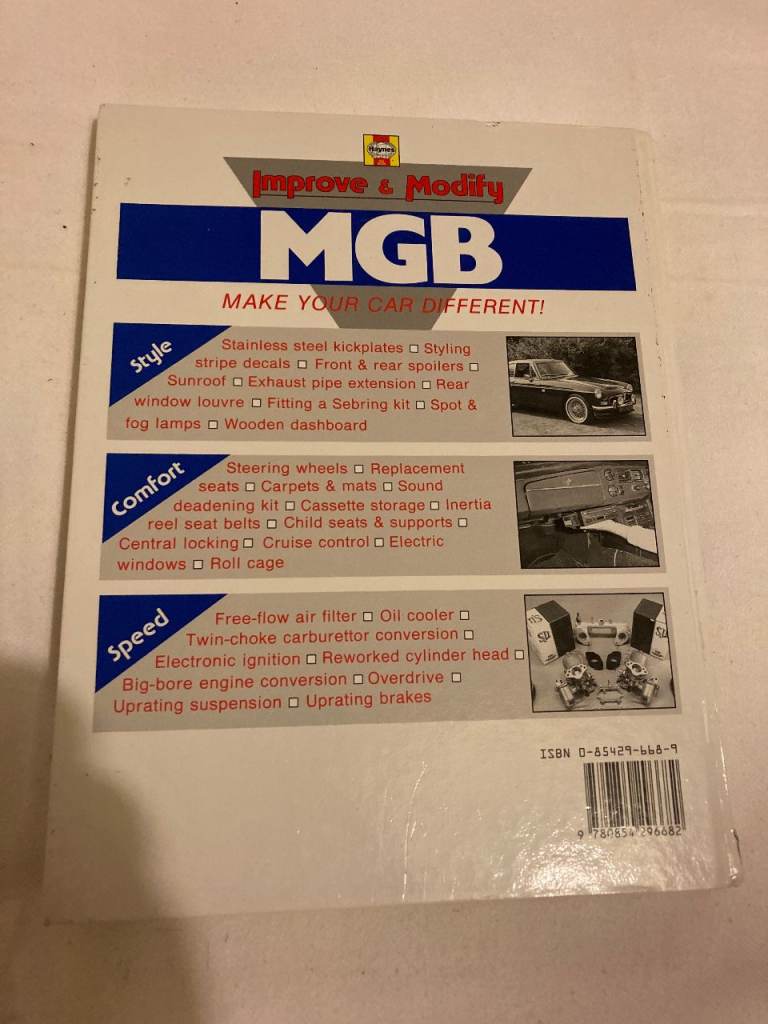 Haynes
Improve & Modify
MGB
MAKE YOUR CAR DIFFERENT!
Style
Stainless steel kickplates □ Styling
stripe decals □ Front & rear spoilers □
Sunroof □ Exhaust pipe extension □ Rear
window louvre □ Fitting a Sebring kit □ Spot &
fog lamps □ Wooden dashboard
Comfort
Steering wheels □ Replacement
seats □ Carpets & mats □ Sound
deadening kit □ Cassette storage □ Inertia
reel seat belts □ Child seats & supports □
Central locking □ Cruise control □ Electric
windows □ Roll cage
Speed
Free-flow air filter □ Oil cooler □
Twin-choke carburettor conversion □
Electronic ignition □ Reworked cylinder head □
Big-bore engine conversion □ Overdrive □
Uprating suspension □ Uprating brakes
SU
ISBN 0-85429-668-9
9 780854 296682